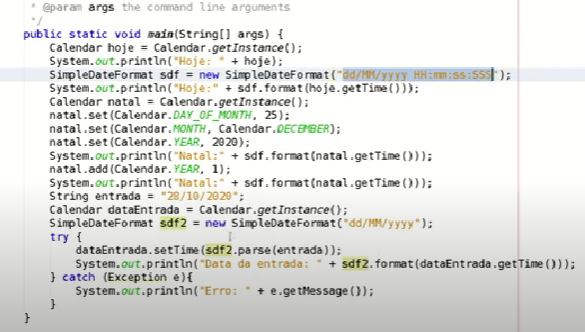 * @param args the command line arguments
*/
public static void main(String[] args) {
Calendar hoje = Calendar.getInstance();
System.out.println("Hoje: " + hoje);
SimpleDateFormat sdf = new SimpleDateFormat("dd/MM/yyyy HH:mm:ss:SSS");
System.out.println("Hoje:" + sdf.format(hoje.getTime()));
Calendar natal = Calendar.getInstance();
natal.set(Calendar.DAY_OF_MONTH, 25);
natal.set(Calendar.MONTH, Calendar.DECEMBER);
natal.set(Calendar.YEAR, 2020);
System.out.println("Natal:" + sdf.format(natal.getTime()));
natal.add(Calendar.YEAR, 1);
System.out.println("Natal:" + sdf.format(natal.getTime()));
String entrada = "28/10/2020";
Calendar dataEntrada = Calendar.getInstance();
SimpleDateFormat sdf2 = new SimpleDateFormat("dd/MM/yyyy");
try {
dataEntrada.setTime(sdf2.parse(entrada));
System.out.println("Data da entrada: " + sdf2.format(dataEntrada.getTime()));
} catch (Exception e){
System.out.println("Erro: " + e.getMessage());
}
}